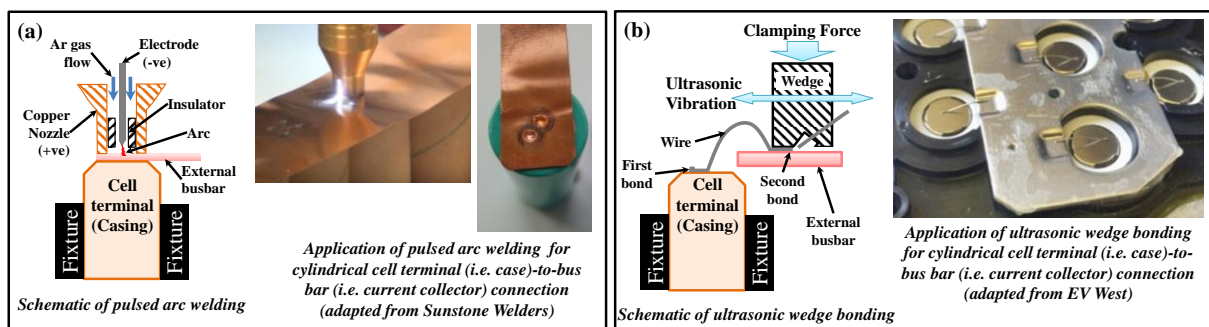 (a)
Ar gas
flow
Electrode
(-ve)
Insulator
Copper
Nozzle
(+ve)
Arc
External
busbar
Cell
terminal
(Casing)
Fixture
Fixture
Schematic of pulsed arc welding
Application of pulsed arc welding for
cylindrical cell terminal (i.e. case)-to-bus
bar (i.e. current collector) connection
(adapted from Sunstone Welders)
(b)
Clamping Force
Wedge
Ultrasonic
Vibration
Wire
First
bond
Cell
terminal
(Casing)
Second
bond
External
busbar
Fixture
Fixture
Schematic of ultrasonic wedge bonding
Application of ultrasonic wedge bonding
for cylindrical cell terminal (i.e. case)-to-
bus bar (i.e. current collector) connection
(adapted from EV West)